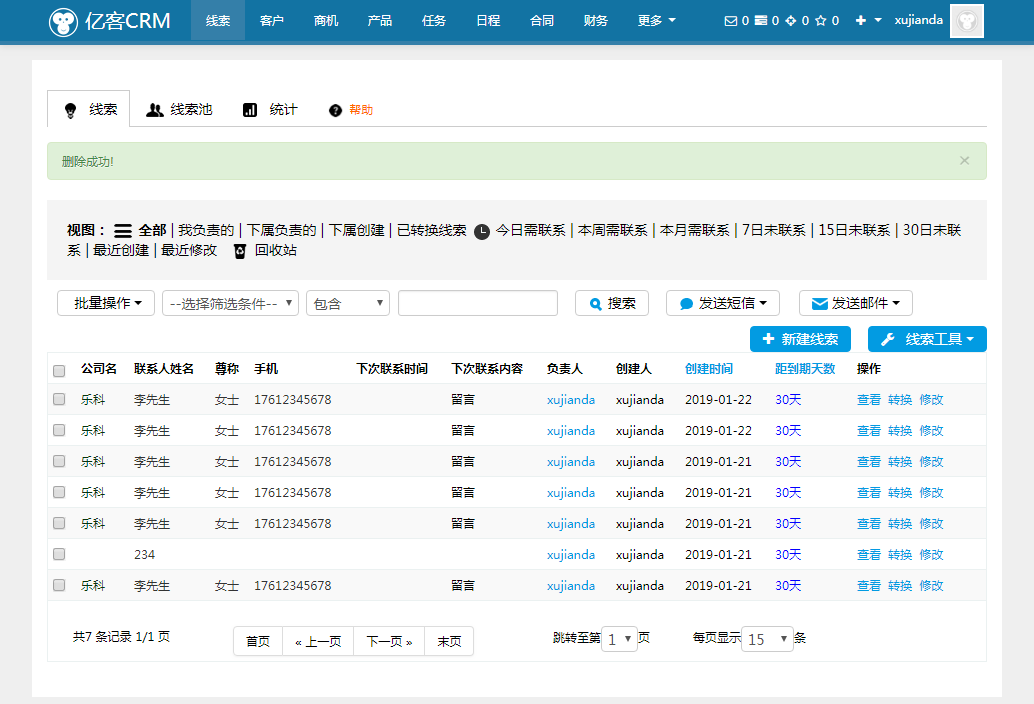 亿客CRM 线索 客户 商机 产品 任务 日程 合同 财务 更多 0 0 0 0 xujianda
线索 线索池 统计 帮助
删除成功! ×
视图： 全部 | 我负责的 | 下属负责的 | 下属创建 | 已转换线索 今日需联系 | 本周需联系 | 本月需联系 | 7日未联系 | 15日未联系 | 30日未联
系 | 最近创建 | 最近修改 回收站
批量操作 --选择筛选条件-- 包含 搜索 发送短信 发送邮件
新建线索 线索工具
公司名 联系人姓名 尊称 手机 下次联系时间 下次联系内容 负责人 创建人 创建时间 距到期天数 操作
乐科 李先生 女士 17612345678 留言 xujianda xujianda 2019-01-22 30天 查看 转换 修改
乐科 李先生 女士 17612345678 留言 xujianda xujianda 2019-01-22 30天 查看 转换 修改
乐科 李先生 女士 17612345678 留言 xujianda xujianda 2019-01-21 30天 查看 转换 修改
乐科 李先生 女士 17612345678 留言 xujianda xujianda 2019-01-21 30天 查看 转换 修改
乐科 李先生 女士 17612345678 留言 xujianda xujianda 2019-01-21 30天 查看 转换 修改
234 xujianda xujianda 2019-01-21 30天 查看 转换 修改
乐科 李先生 女士 17612345678 留言 xujianda xujianda 2019-01-21 30天 查看 转换 修改
共7 条记录 1/1 页 首页 « 上一页 下一页 » 末页 跳转至第 1 页 每页显示 15 条